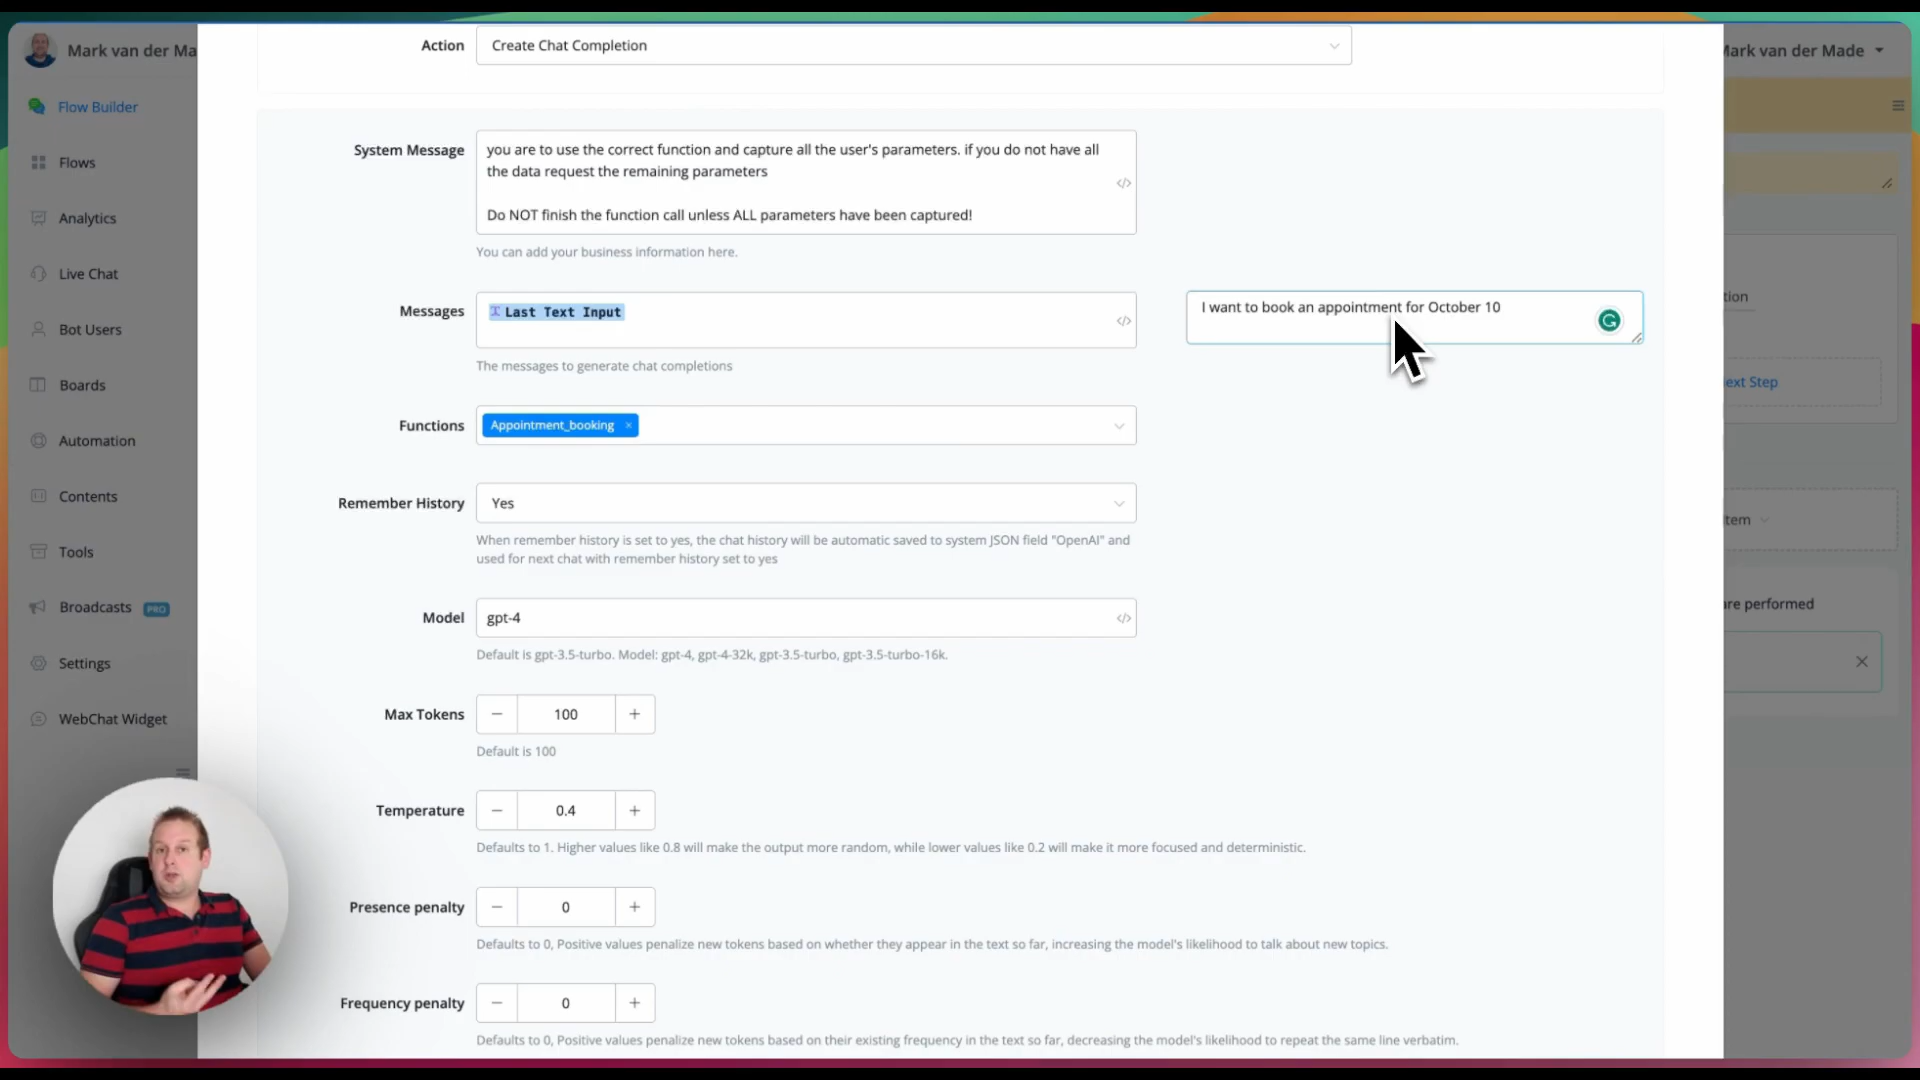 Mark van der Ma
Mark van der Made
Flow Builder
Flows
Analytics
Live Chat
Bot Users
Boards
Automation
Contents
Tools
Broadcasts PRO
Settings
WebChat Widget
Action
Create Chat Completion
System Message
you are to use the correct function and capture all the user's parameters. if you do not have all
the data request the remaining parameters
Do NOT finish the function call unless ALL parameters have been captured!
You can add your business information here.
Messages
Last Text Input
I want to book an appointment for October 10
The messages to generate chat completions
Functions
Appointment_booking ×
Remember History
Yes
When remember history is set to yes, the chat history will be automatic saved to system JSON field "OpenAI" and
used for next chat with remember history set to yes
Model
gpt-4
Default is gpt-3.5-turbo. Model: gpt-4, gpt-4-32k, gpt-3.5-turbo, gpt-3.5-turbo-16k.
Max Tokens
100
Default is 100
Temperature
0.4
Defaults to 1. Higher values like 0.8 will make the output more random, while lower values like 0.2 will make it more focused and deterministic.
Presence penalty
0
Defaults to 0, Positive values penalize new tokens based on whether they appear in the text so far, increasing the model's likelihood to talk about new topics.
Frequency penalty
0
Defaults to 0, Positive values penalize new tokens based on their existing frequency in the text so far, decreasing the model's likelihood to repeat the same line verbatim.
tion
ext Step
tem
are performed